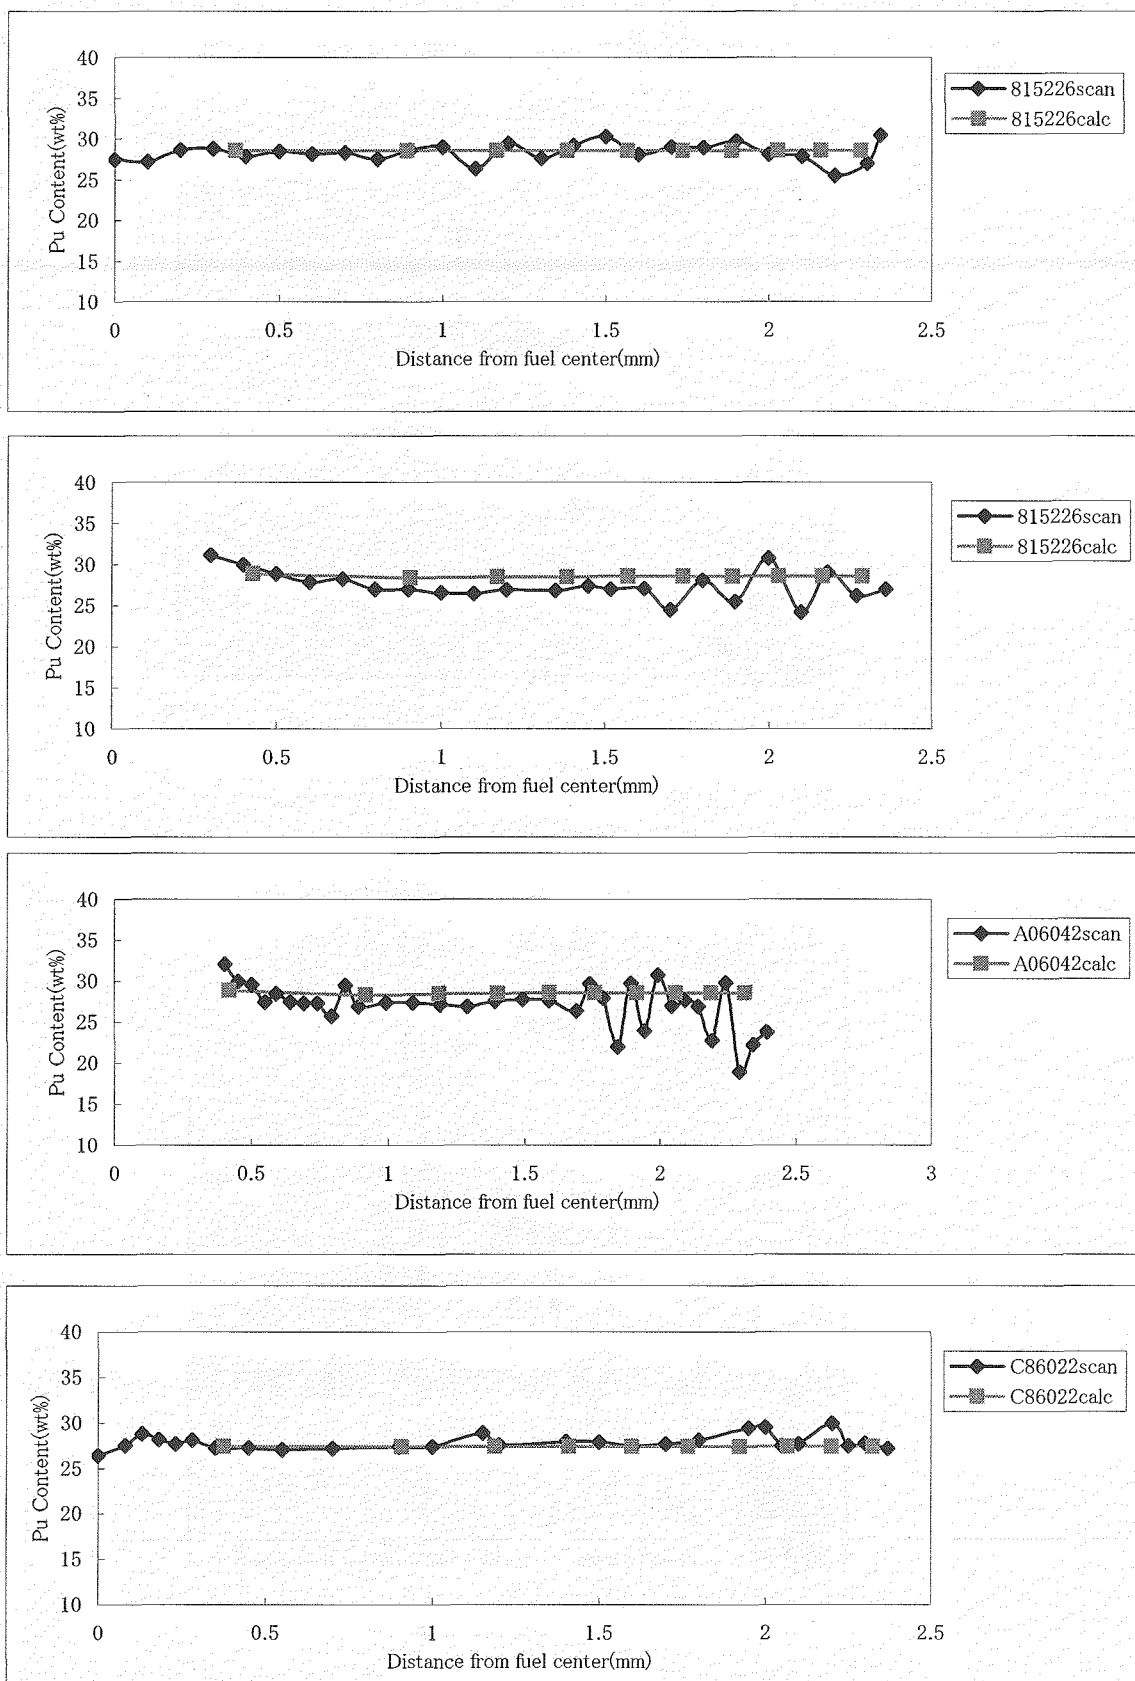 40
35
30
25
20
15
10
Pu Content(wt%)
0 0.5 1 1.5 2 2.5
Distance from fuel center(mm)
815226scan
815226calc
40
35
30
25
20
15
10
Pu Content(wt%)
0 0.5 1 1.5 2 2.5
Distance from fuel center(mm)
815226scan
815226calc
40
35
30
25
20
15
10
Pu Content(wt%)
0 0.5 1 1.5 2 2.5 3
Distance from fuel center(mm)
A06042scan
A06042calc
40
35
30
25
20
15
10
Pu Content(wt%)
0 0.5 1 1.5 2 2.5
Distance from fuel center(mm)
C86022scan
C86022calc